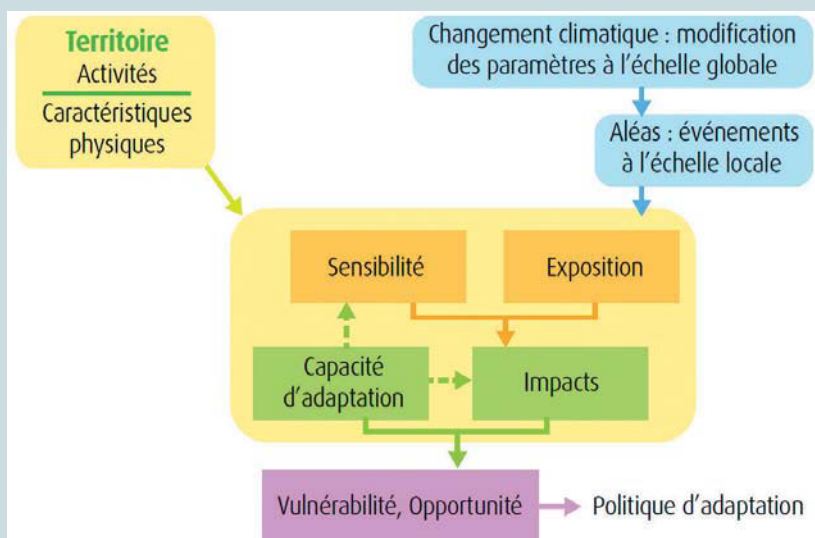 Territoire
Activités
Caractéristiques
physiques
Changement climatique : modification
des paramètres à l'échelle globale
Aléas : événements
à l'échelle locale
Sensibilité
Exposition
Capacité
d'adaptation
Impacts
Vulnérabilité, Opportunité
Politique d'adaptation